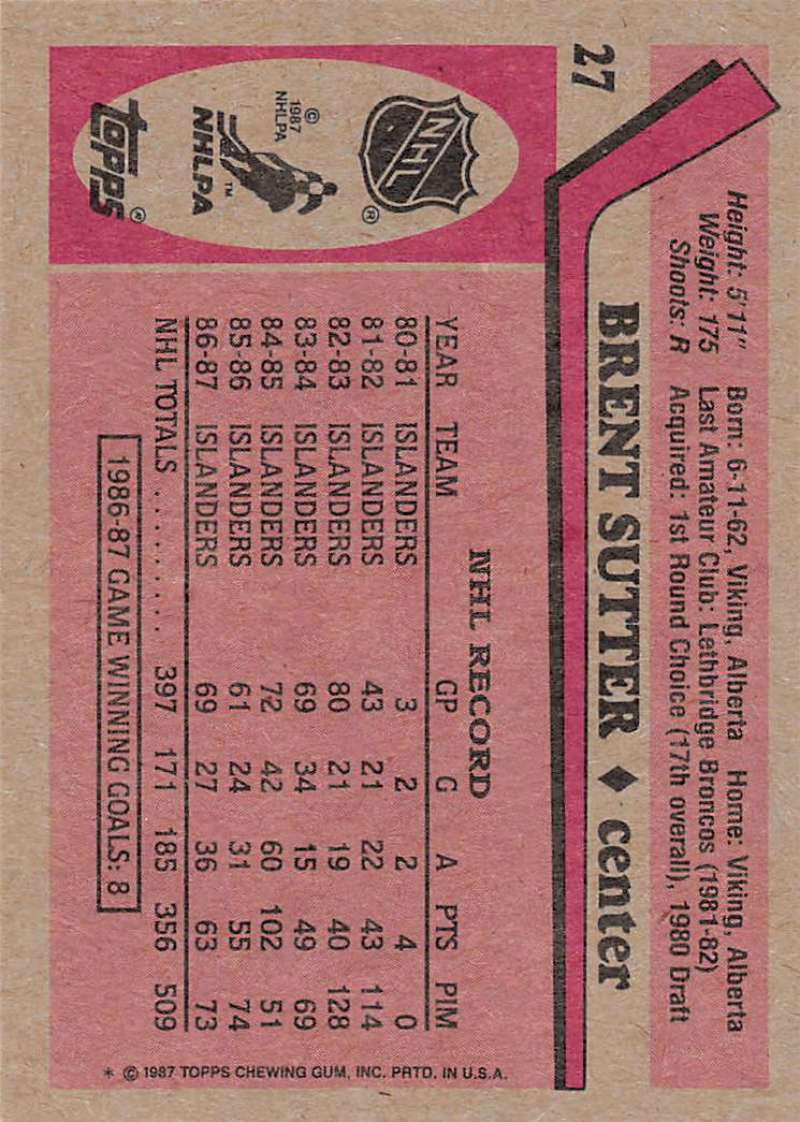 27
Height: 5'11" Born: 6-11-62, Viking, Alberta Home: Viking, Alberta
Weight: 175 Last Amateur Club: Lethbridge Broncos (1981-82)
Shoots: R Acquired: 1st Round Choice (17th overall), 1980 Draft
BRENT SUTTER ♦ center
NHL
®
© 1987 NHLPA
NHLPA
™
TOPPS
®
NHL RECORD
YEAR TEAM GP G A PTS PIM
80-81 ISLANDERS 3 2 2 4 0
81-82 ISLANDERS 43 21 22 43 114
82-83 ISLANDERS 80 21 19 40 128
83-84 ISLANDERS 69 34 15 49 69
84-85 ISLANDERS 72 42 60 102 51
85-86 ISLANDERS 61 24 31 55 74
86-87 ISLANDERS 69 27 36 63 73
NHL TOTALS .......... 397 171 185 356 509
1986-87 GAME WINNING GOALS: 8
* © 1987 TOPPS CHEWING GUM, INC. PRTD. IN U.S.A.